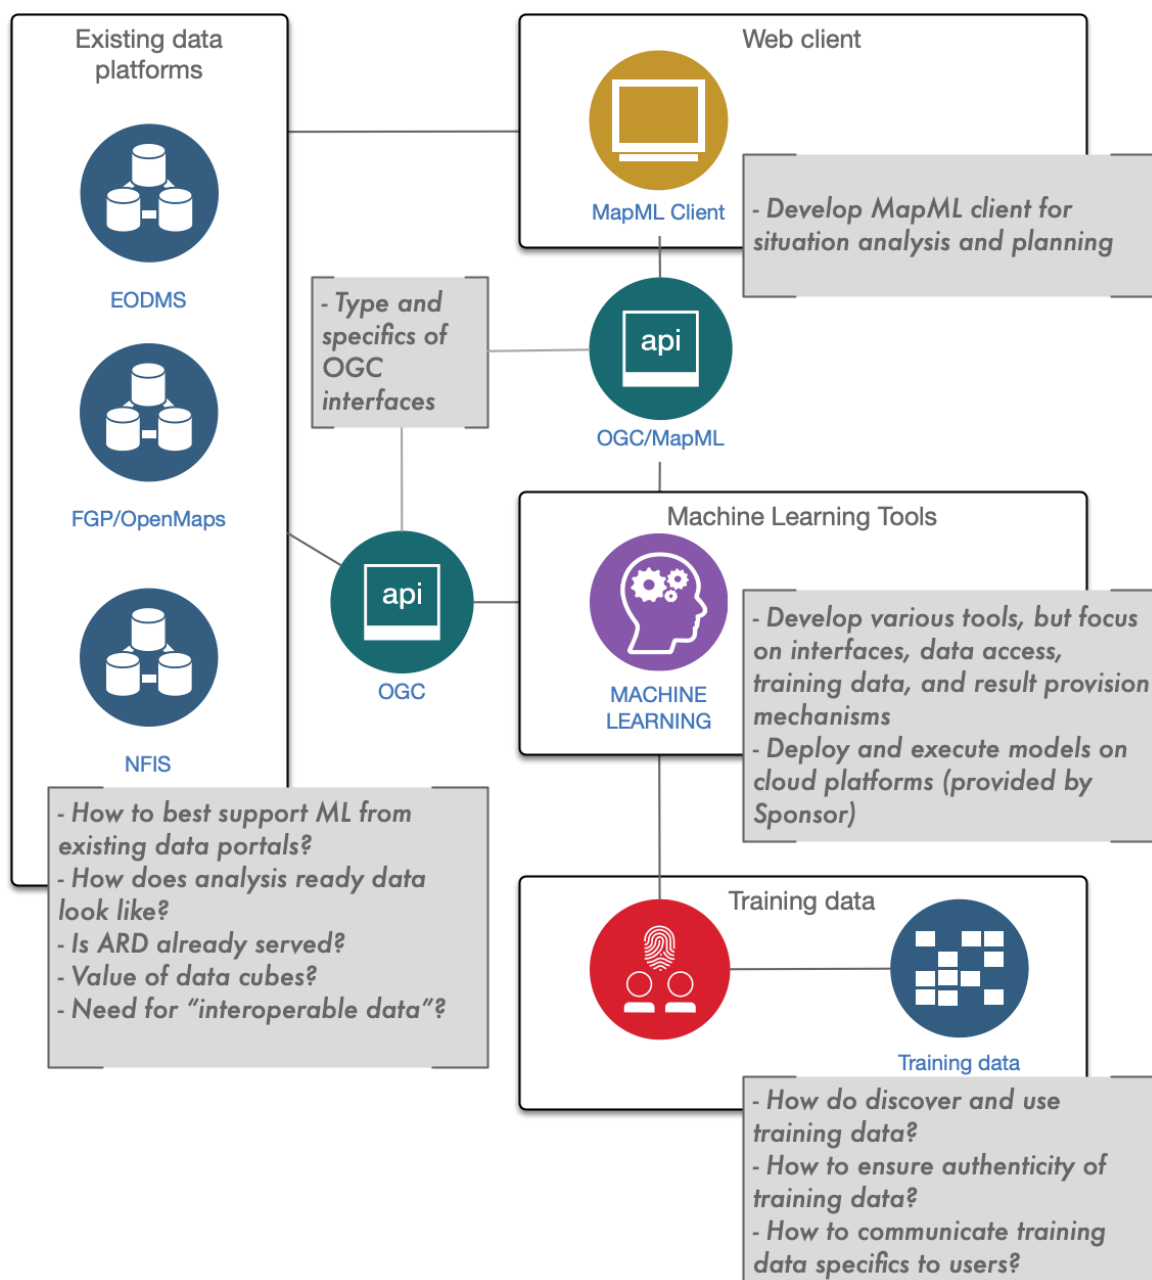 Existing data
platforms
EODMS
FGP/OpenMaps
NFIS
- How to best support ML from
existing data portals?
- How does analysis ready data
look like?
- Is ARD already served?
- Value of data cubes?
- Need for “interoperable data”?
Web client
MapML Client
- Develop MapML client for
situation analysis and planning
- Type and
specifics of
OGC
interfaces
api
OGC/MapML
api
OGC
Machine Learning Tools
MACHINE
LEARNING
- Develop various tools, but focus
on interfaces, data access,
training data, and result provision
mechanisms
- Deploy and execute models on
cloud platforms (provided by
Sponsor)
Training data
Training data
- How do discover and use
training data?
- How to ensure authenticity of
training data?
- How to communicate training
data specifics to users?